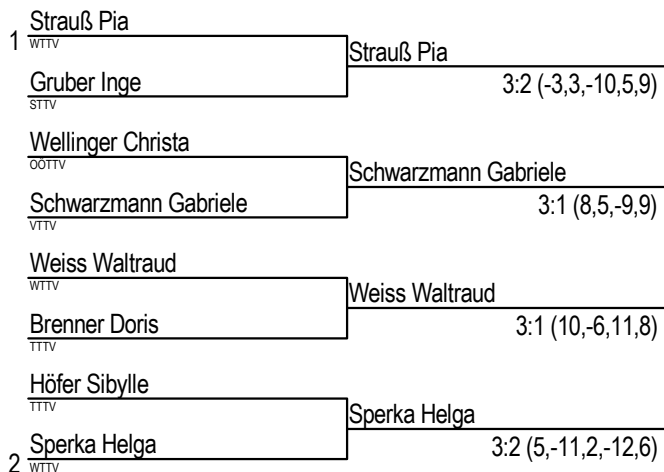 Strauß Pia
1 WTTV
Strauß Pia
Gruber Inge
3:2 (-3,3,-10,5,9)
STTV
Wellinger Christa
OÖTTV
Schwarzmann Gabriele
Schwarzmann Gabriele
3:1 (8,5,-9,9)
VTTV
Weiss Waltraud
WTTV
Weiss Waltraud
Brenner Doris
3:1 (10,-6,11,8)
TTTV
Höfer Sibylle
TTTV
Sperka Helga
Sperka Helga
3:2 (5,-11,2,-12,6)
2 WTTV